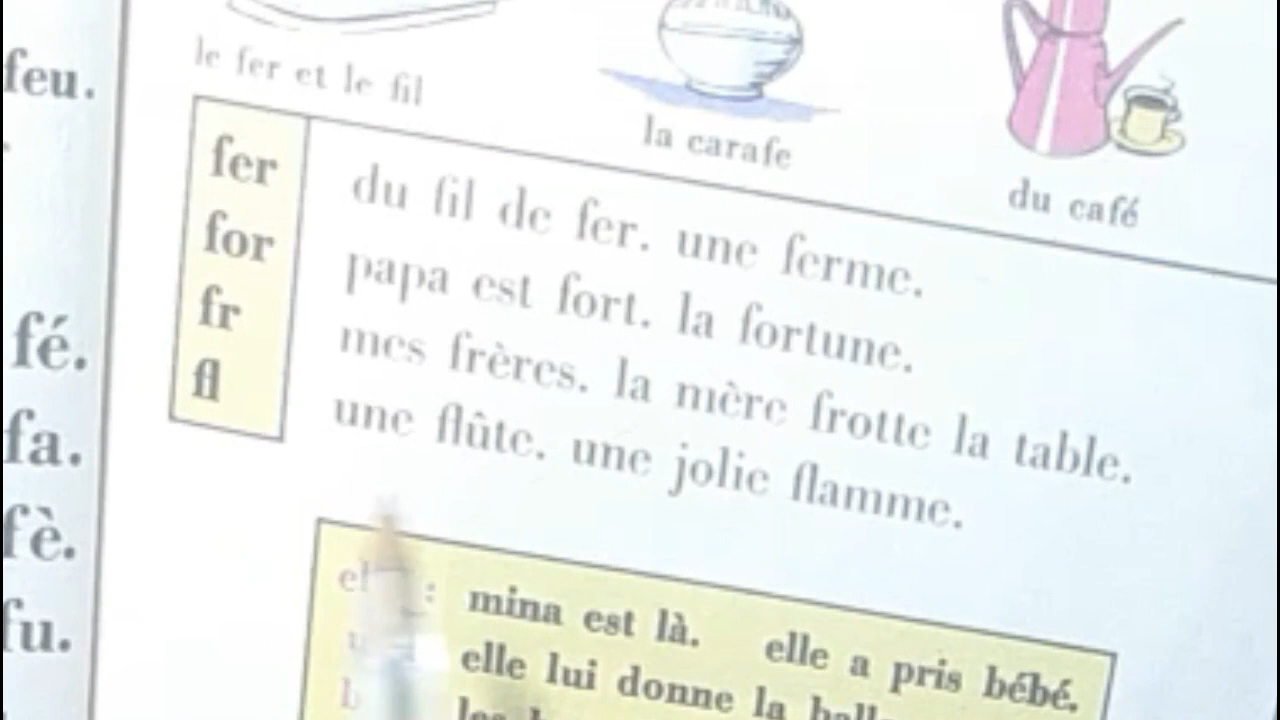 feu.
fé.
fa.
fè.
fu.
le fer et le fil
la carafe
du café
fer
for
fr
fl
du fil de fer. une ferme.
papa est fort. la fortune.
mes frères. la mère frotte la table.
une flûte. une jolie flamme.
mina est là. elle a pris bébé.
elle lui donne la